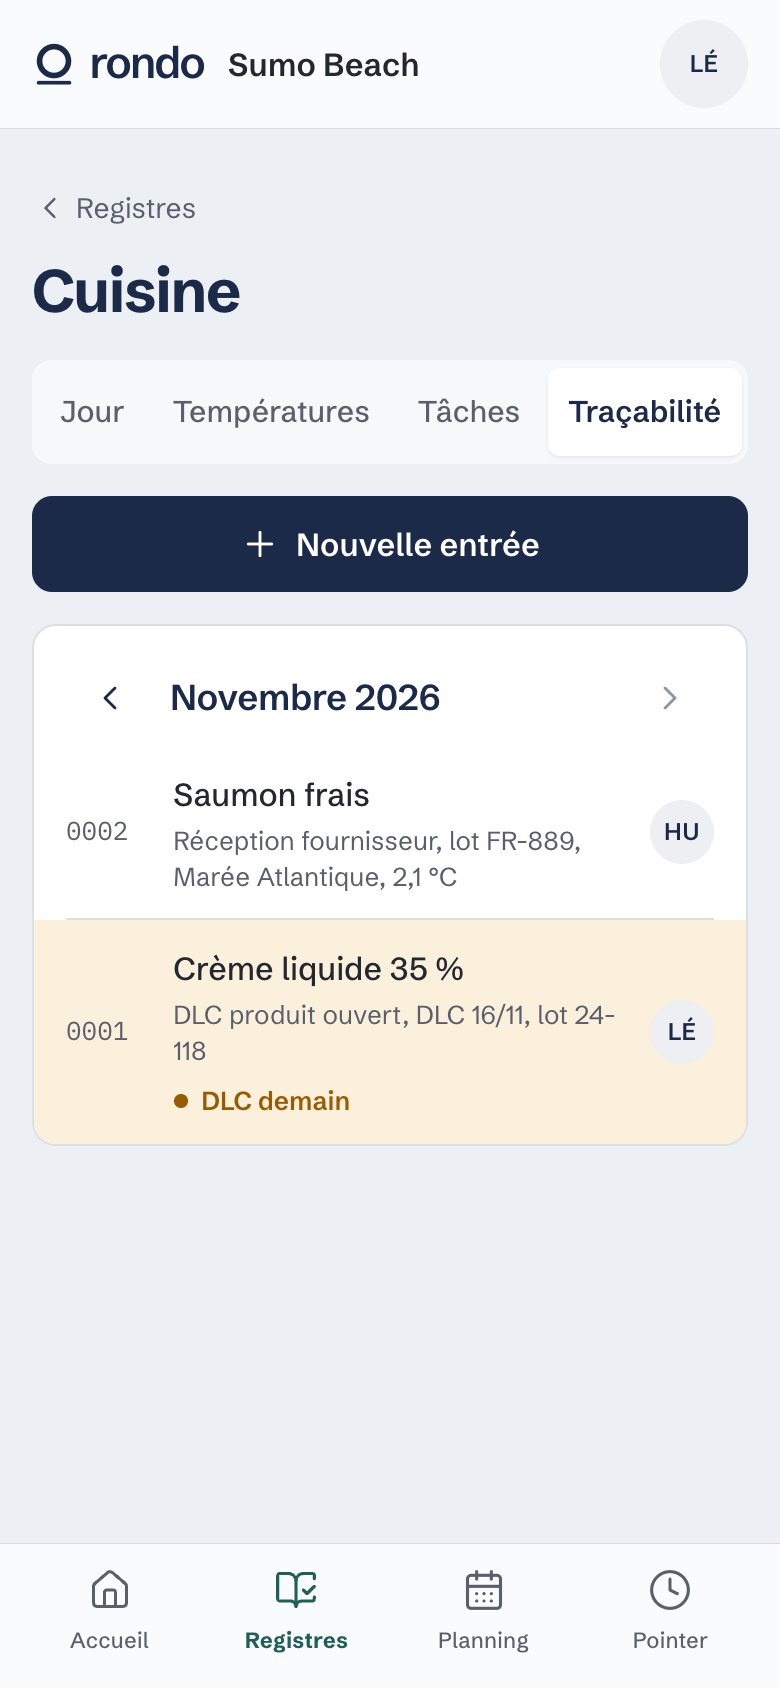 rondo Sumo Beach LÉ
Registres
Cuisine
Jour Températures Tâches Traçabilité
Nouvelle entrée
Novembre 2026
Saumon frais
0002 HU
Réception fournisseur, lot FR-889,
Marée Atlantique, 2,1 °C
Crème liquide 35 %
DLC produit ouvert, DLC 16/11, lot 24-
0001 LÉ
118
DLC demain
Accueil Registres Planning Pointer